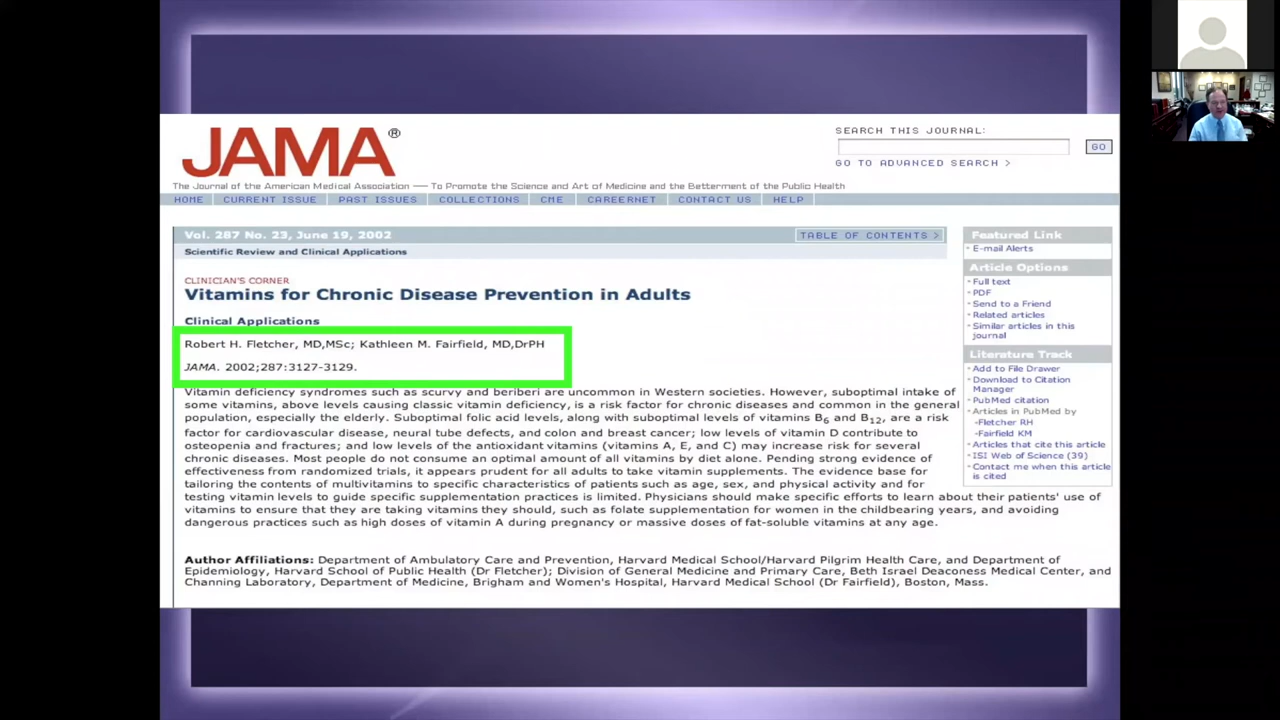 JAMA®
SEARCH THIS JOURNAL:
GO
GO TO ADVANCED SEARCH >
The Journal of the American Medical Association — To Promote the Science and Art of Medicine and the Betterment of the Public Health
HOME CURRENT ISSUE PAST ISSUES COLLECTIONS CME CAREERNET CONTACT US HELP
Vol. 287 No. 23, June 19, 2002
TABLE OF CONTENTS >
Scientific Review and Clinical Applications
CLINICIAN'S CORNER
Vitamins for Chronic Disease Prevention in Adults
Clinical Applications
Robert H. Fletcher, MD,MSc; Kathleen M. Fairfield, MD,DrPH
JAMA. 2002;287:3127-3129.
Vitamin deficiency syndromes such as scurvy and beriberi are uncommon in Western societies. However, suboptimal intake of
some vitamins, above levels causing classic vitamin deficiency, is a risk factor for chronic diseases and common in the general
population, especially the elderly. Suboptimal folic acid levels, along with suboptimal levels of vitamins B6 and B12, are a risk
factor for cardiovascular disease, neural tube defects, and colon and breast cancer; low levels of vitamin D contribute to
osteopenia and fractures; and low levels of the antioxidant vitamins (vitamins A, E, and C) may increase risk for several
chronic diseases. Most people do not consume an optimal amount of all vitamins by diet alone. Pending strong evidence of
effectiveness from randomized trials, it appears prudent for all adults to take vitamin supplements. The evidence base for
tailoring the contents of multivitamins to specific characteristics of patients such as age, sex, and physical activity and for
testing vitamin levels to guide specific supplementation practices is limited. Physicians should make specific efforts to learn about their patients' use of
vitamins to ensure that they are taking vitamins they should, such as folate supplementation for women in the childbearing years, and avoiding
dangerous practices such as high doses of vitamin A during pregnancy or massive doses of fat-soluble vitamins at any age.
Author Affiliations: Department of Ambulatory Care and Prevention, Harvard Medical School/Harvard Pilgrim Health Care, and Department of
Epidemiology, Harvard School of Public Health (Dr Fletcher); Division of General Medicine and Primary Care, Beth Israel Deaconess Medical Center, and
Channing Laboratory, Department of Medicine, Brigham and Women's Hospital, Harvard Medical School (Dr Fairfield), Boston, Mass.
Featured Link
E-mail Alerts
Article Options
Full text
PDF
Send to a Friend
Related articles
Similar articles in this
journal
Literature Track
Add to File Drawer
Download to Citation
Manager
PubMed citation
Articles in PubMed by
-Fletcher RH
-Fairfield KM
Articles that cite this article
ISI Web of Science (39)
Contact me when this article
is cited